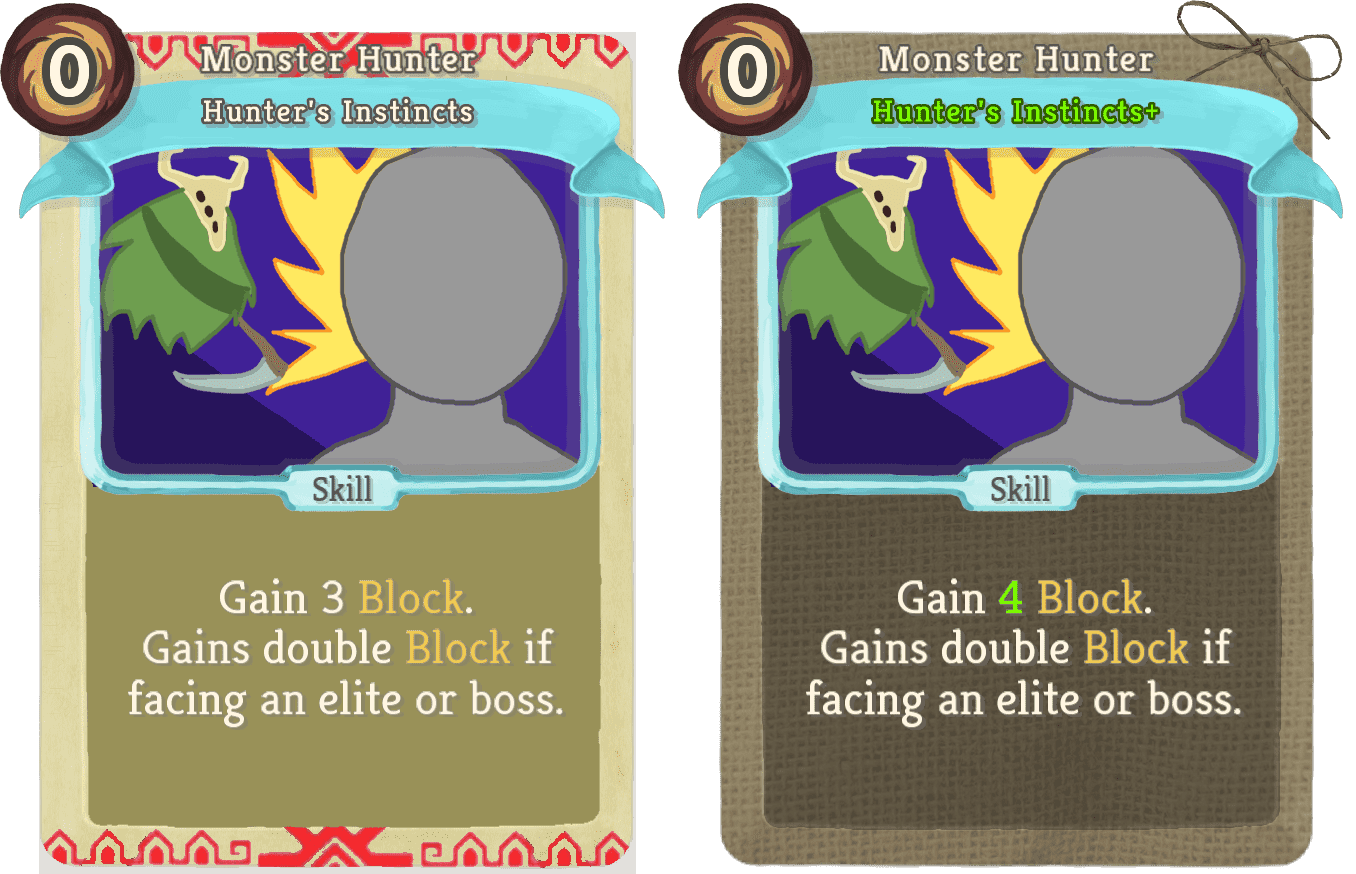 0
Monster Hunter
Hunter's Instincts
Skill
Gain 3 Block.
Gains double Block if
facing an elite or boss.
0
Monster Hunter
Hunter's Instincts+
Skill
Gain 4 Block.
Gains double Block if
facing an elite or boss.